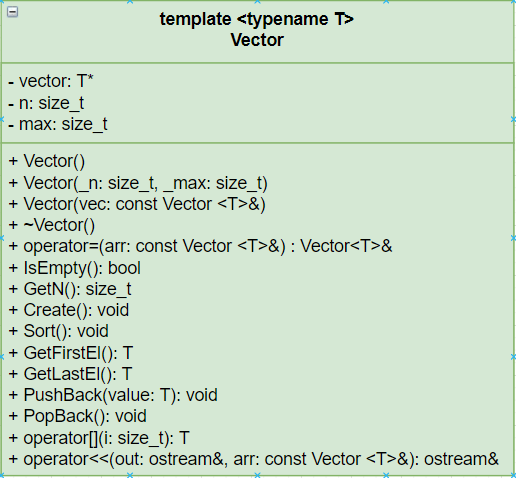 template <typename T>
Vector
- vector: T*
- n: size_t
- max: size_t
+ Vector()
+ Vector(_n: size_t, _max: size_t)
+ Vector(vec: const Vector <T>&)
+ ~Vector()
+ operator=(arr: const Vector <T>&) : Vector<T>&
+ IsEmpty(): bool
+ GetN(): size_t
+ Create(): void
+ Sort(): void
+ GetFirstEl(): T
+ GetLastEl(): T
+ PushBack(value: T): void
+ PopBack(): void
+ operator[](i: size_t): T
+ operator<<(out: ostream&, arr: const Vector <T>&): ostream&